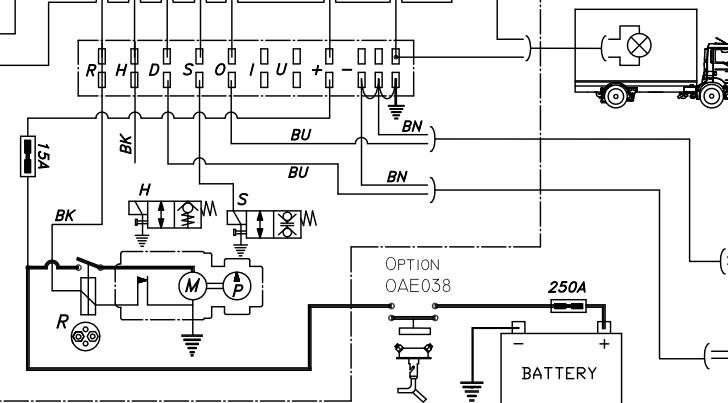 R H D S O I U + -
BN
BU
BK
15A
BU
BN
H
S
BK
OPTION
OAE038
250A
M
P
R
- +
BATTERY